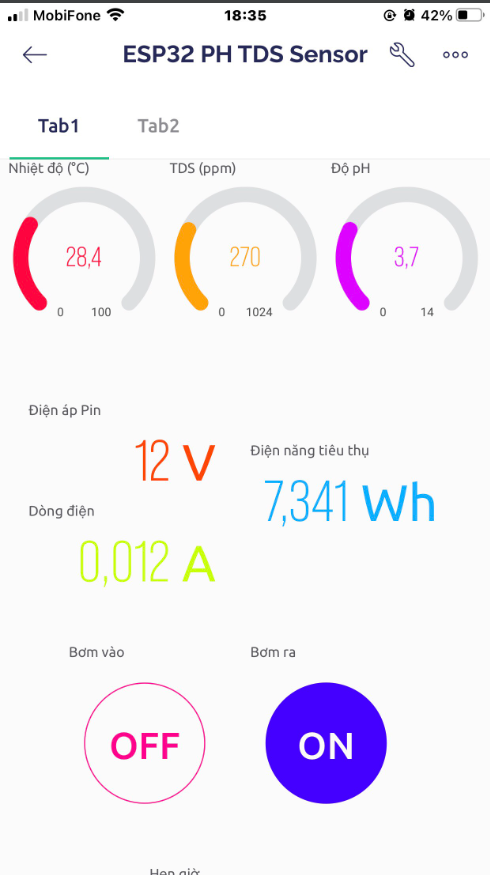 MobiFone 18:35 42%
ESP32 PH TDS Sensor
Tab1 Tab2
Nhiệt độ (°C) TDS (ppm) Độ pH
28,4 270 3,7
0 100 0 1024 0 14
Điện áp Pin
12 V
Điện năng tiêu thụ
7,341 Wh
Dòng điện
0,012 A
Bơm vào Bơm ra
OFF ON
Hẹn giờ